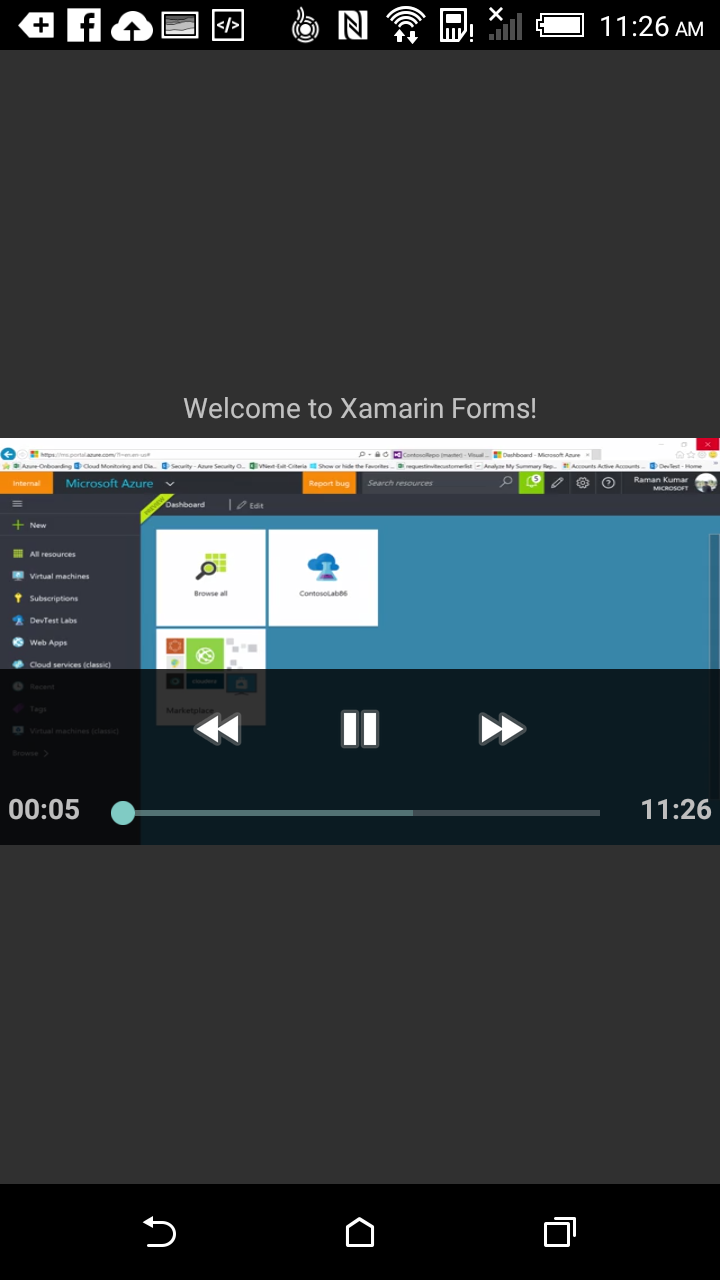 11:26 AM
Welcome to Xamarin Forms!
https://ms.portal.azure.com/?l=en.en-us#
ContosoRepo (master) - Visual ...
Dashboard - Microsoft Azure
Azure-Onboarding
Cloud Monitoring and Dia...
Security - Azure Security O...
VNext-Exit-Criteria
Show or hide the Favorites ...
requestinvitecustomerlist
Analyze My Summary Rep...
Accounts Active Accounts ...
DevTest - Home
Internal
Microsoft Azure
Report bug
Search resources
5
Raman Kumar
MICROSOFT
PREVIEW
Dashboard
Edit
New
All resources
Virtual machines
Subscriptions
DevTest Labs
Web Apps
Cloud services (classic)
Recent
Tags
Virtual machines (classic)
Browse >
Browse all
ContosoLab86
Marketplace
00:05
11:26